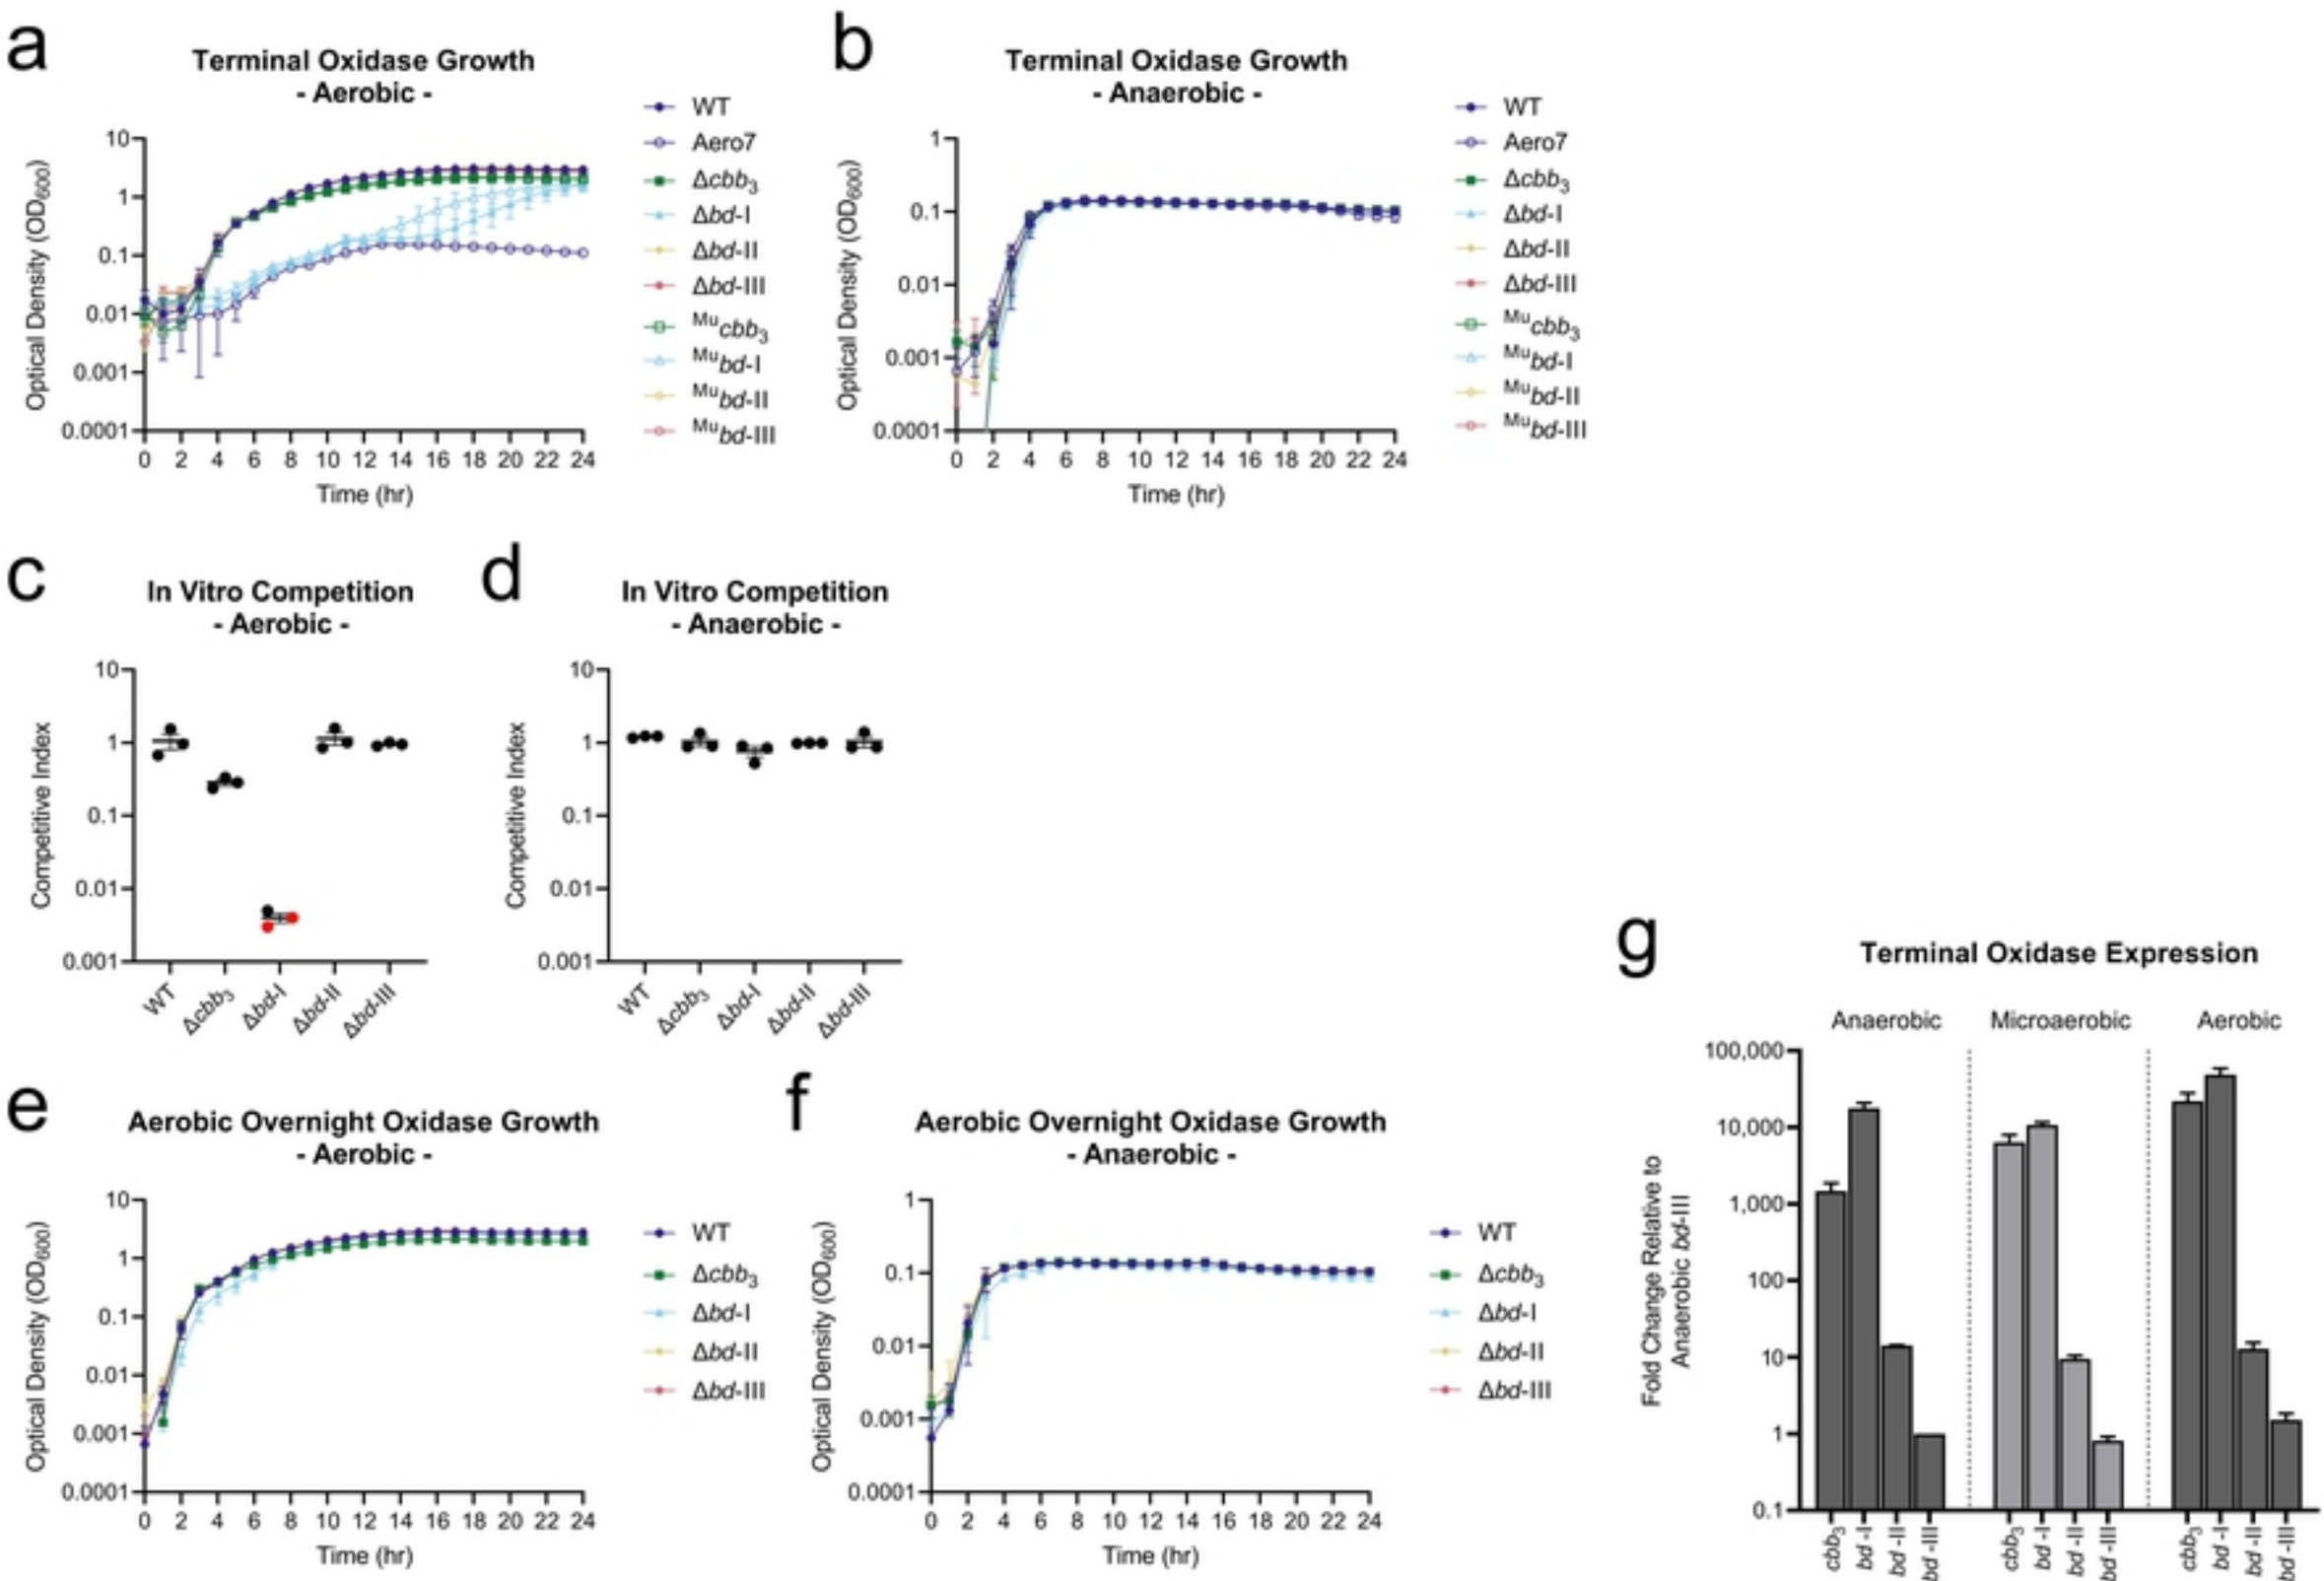 a
Terminal Oxidase Growth
- Aerobic -
Optical Density (OD600)
10
1
0.1
0.01
0.001
0.0001
0 2 4 6 8 10 12 14 16 18 20 22 24
Time (hr)
WT
Aero7
Δcbb3
Δbd-I
Δbd-II
Δbd-III
Mucbb3
Mubd-I
Mubd-II
Mubd-III
b
Terminal Oxidase Growth
- Anaerobic -
Optical Density (OD600)
1
0.1
0.01
0.001
0.0001
0 2 4 6 8 10 12 14 16 18 20 22 24
Time (hr)
WT
Aero7
Δcbb3
Δbd-I
Δbd-II
Δbd-III
Mucbb3
Mubd-I
Mubd-II
Mubd-III
c
In Vitro Competition
- Aerobic -
Competitive Index
10
1
0.1
0.01
0.001
WT Δcbb3 Δbd-I Δbd-II Δbd-III
d
In Vitro Competition
- Anaerobic -
Competitive Index
10
1
0.1
0.01
0.001
WT Δcbb3 Δbd-I Δbd-II Δbd-III
e
Aerobic Overnight Oxidase Growth
- Aerobic -
Optical Density (OD600)
10
1
0.1
0.01
0.001
0.0001
0 2 4 6 8 10 12 14 16 18 20 22 24
Time (hr)
WT
Δcbb3
Δbd-I
Δbd-II
Δbd-III
f
Aerobic Overnight Oxidase Growth
- Anaerobic -
Optical Density (OD600)
1
0.1
0.01
0.001
0.0001
0 2 4 6 8 10 12 14 16 18 20 22 24
Time (hr)
WT
Δcbb3
Δbd-I
Δbd-II
Δbd-III
g
Terminal Oxidase Expression
Anaerobic Microaerobic Aerobic
Fold Change Relative to
Anaerobic bd-III
100,000
10,000
1,000
100
10
1
0.1
cbb3 bd-I bd-II bd-III cbb3 bd-I bd-II bd-III cbb3 bd-I bd-II bd-III